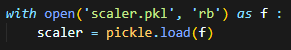 with open('scaler.pkl', 'rb') as f :
    scaler = pickle.load(f)